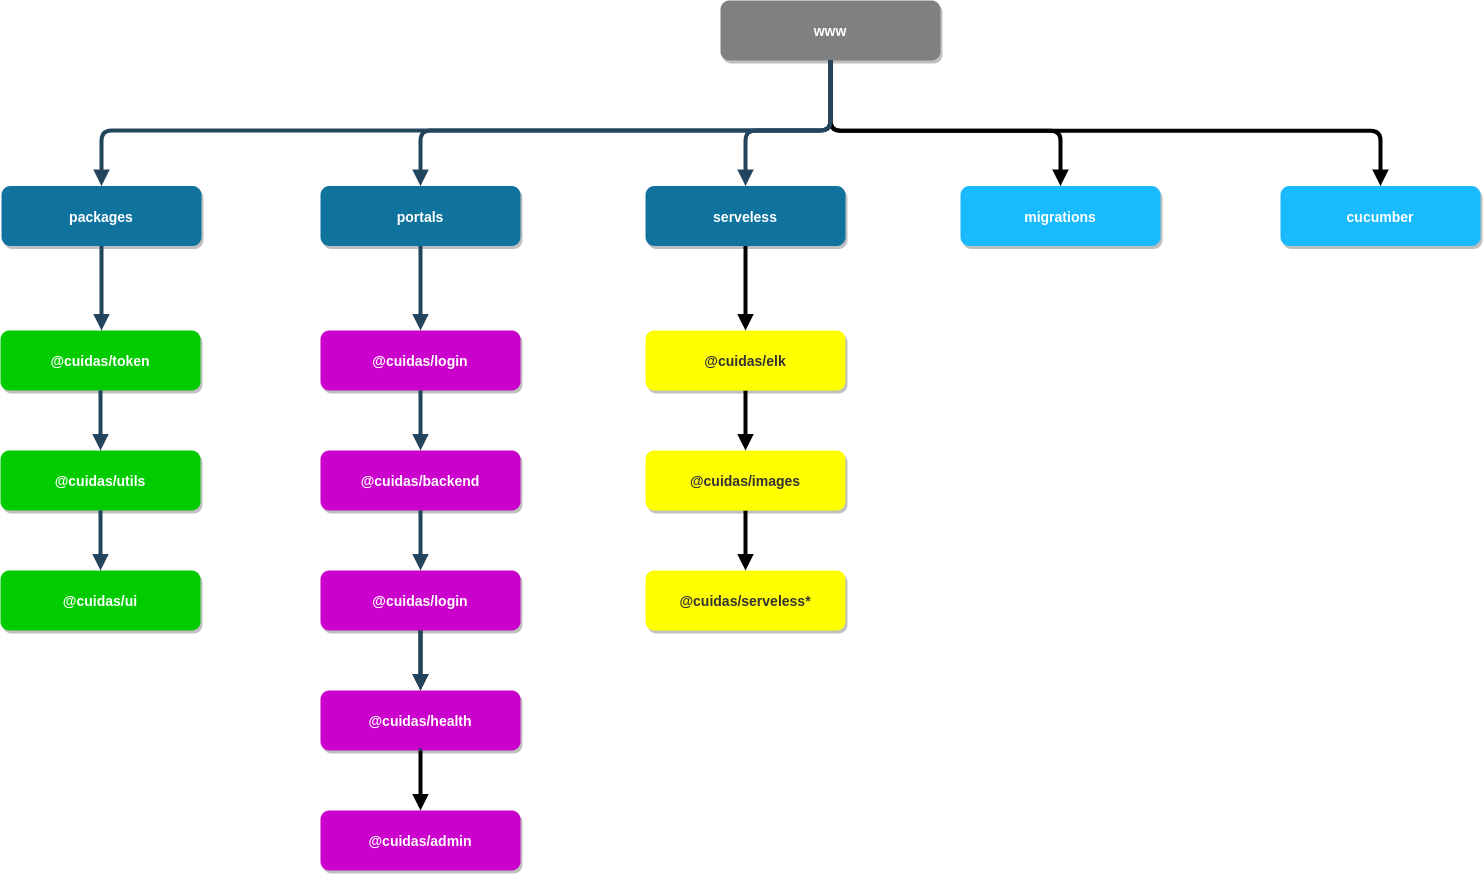 www
packages
portals
serveless
migrations
cucumber
@cuidas/token
@cuidas/login
@cuidas/elk
@cuidas/utils
@cuidas/backend
@cuidas/images
@cuidas/ui
@cuidas/login
@cuidas/serveless*
@cuidas/health
@cuidas/admin